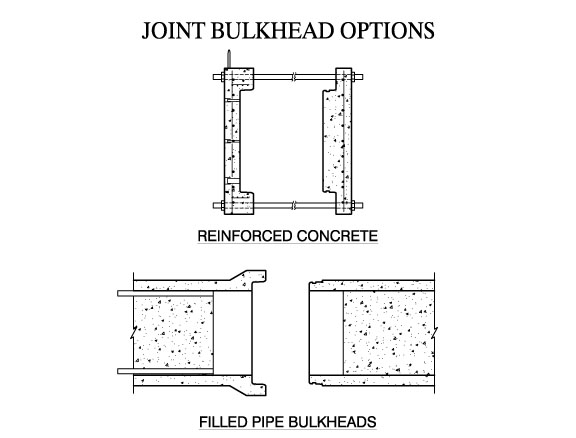 JOINT BULKHEAD OPTIONS
REINFORCED CONCRETE
FILLED PIPE BULKHEADS